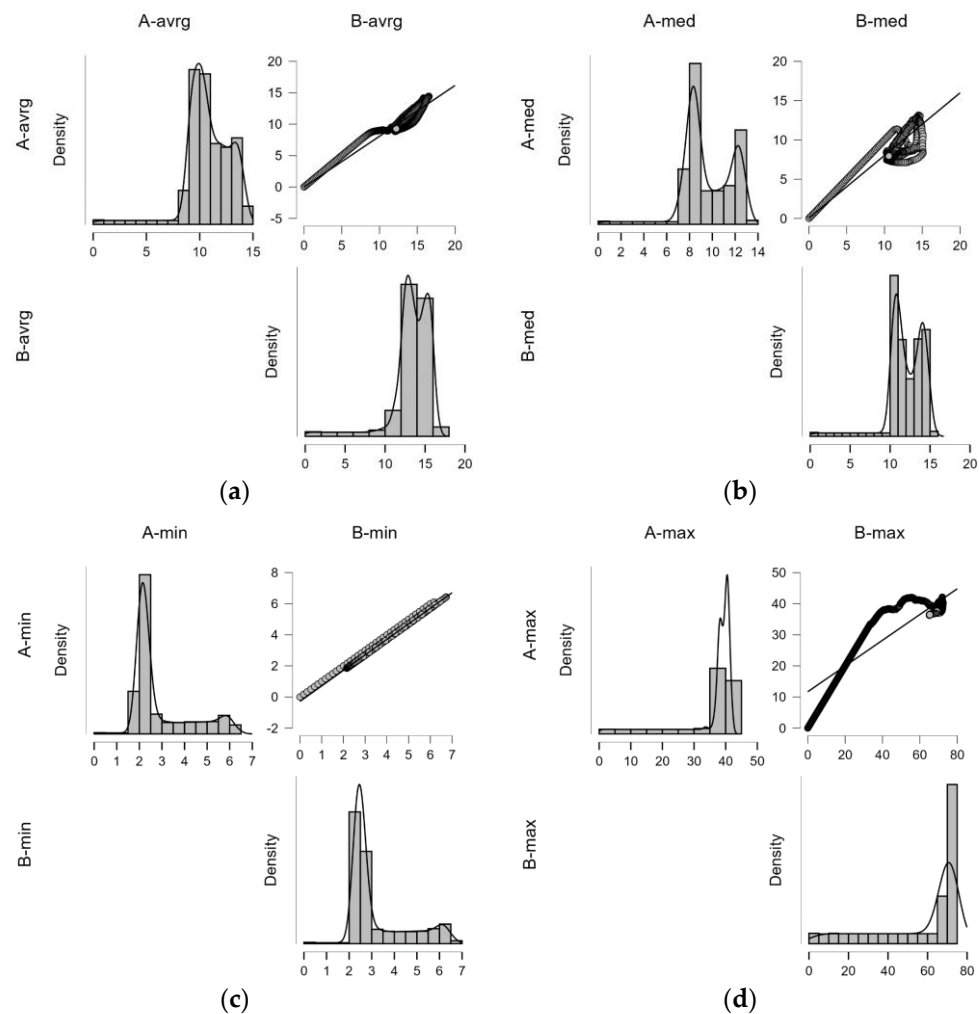 A-avrg B-avrg A-med B-med
A-avrg
Density
0 5 10 15
20
15
10
5
0
-5
0 5 10 15 20
A-med
Density
0 2 4 6 8 10 12 14
20
15
10
5
0
0 5 10 15 20
B-avrg
Density
0 5 10 15 20
B-med
Density
0 5 10 15 20
(a) (b)
A-min B-min A-max B-max
A-min
Density
0 1 2 3 4 5 6 7
8
6
4
2
0
-2
0 1 2 3 4 5 6 7
A-max
Density
0 10 20 30 40 50
50
40
30
20
10
0
0 20 40 60 80
B-min
Density
0 1 2 3 4 5 6 7
B-max
Density
0 20 40 60 80
(c) (d)